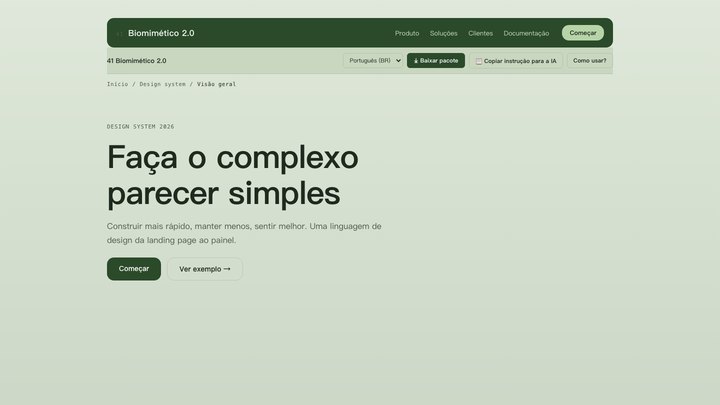 Biomimético 2.0
Produto Soluções Clientes Documentação Começar
41 Biomimético 2.0
Português (BR) ⤓ Baixar pacote 📋 Copiar instrução para a IA Como usar?
Início / Design system / Visão geral
DESIGN SYSTEM 2026
Faça o complexo
parecer simples
Construir mais rápido, manter menos, sentir melhor. Uma linguagem de
design da landing page ao painel.
Começar Ver exemplo →